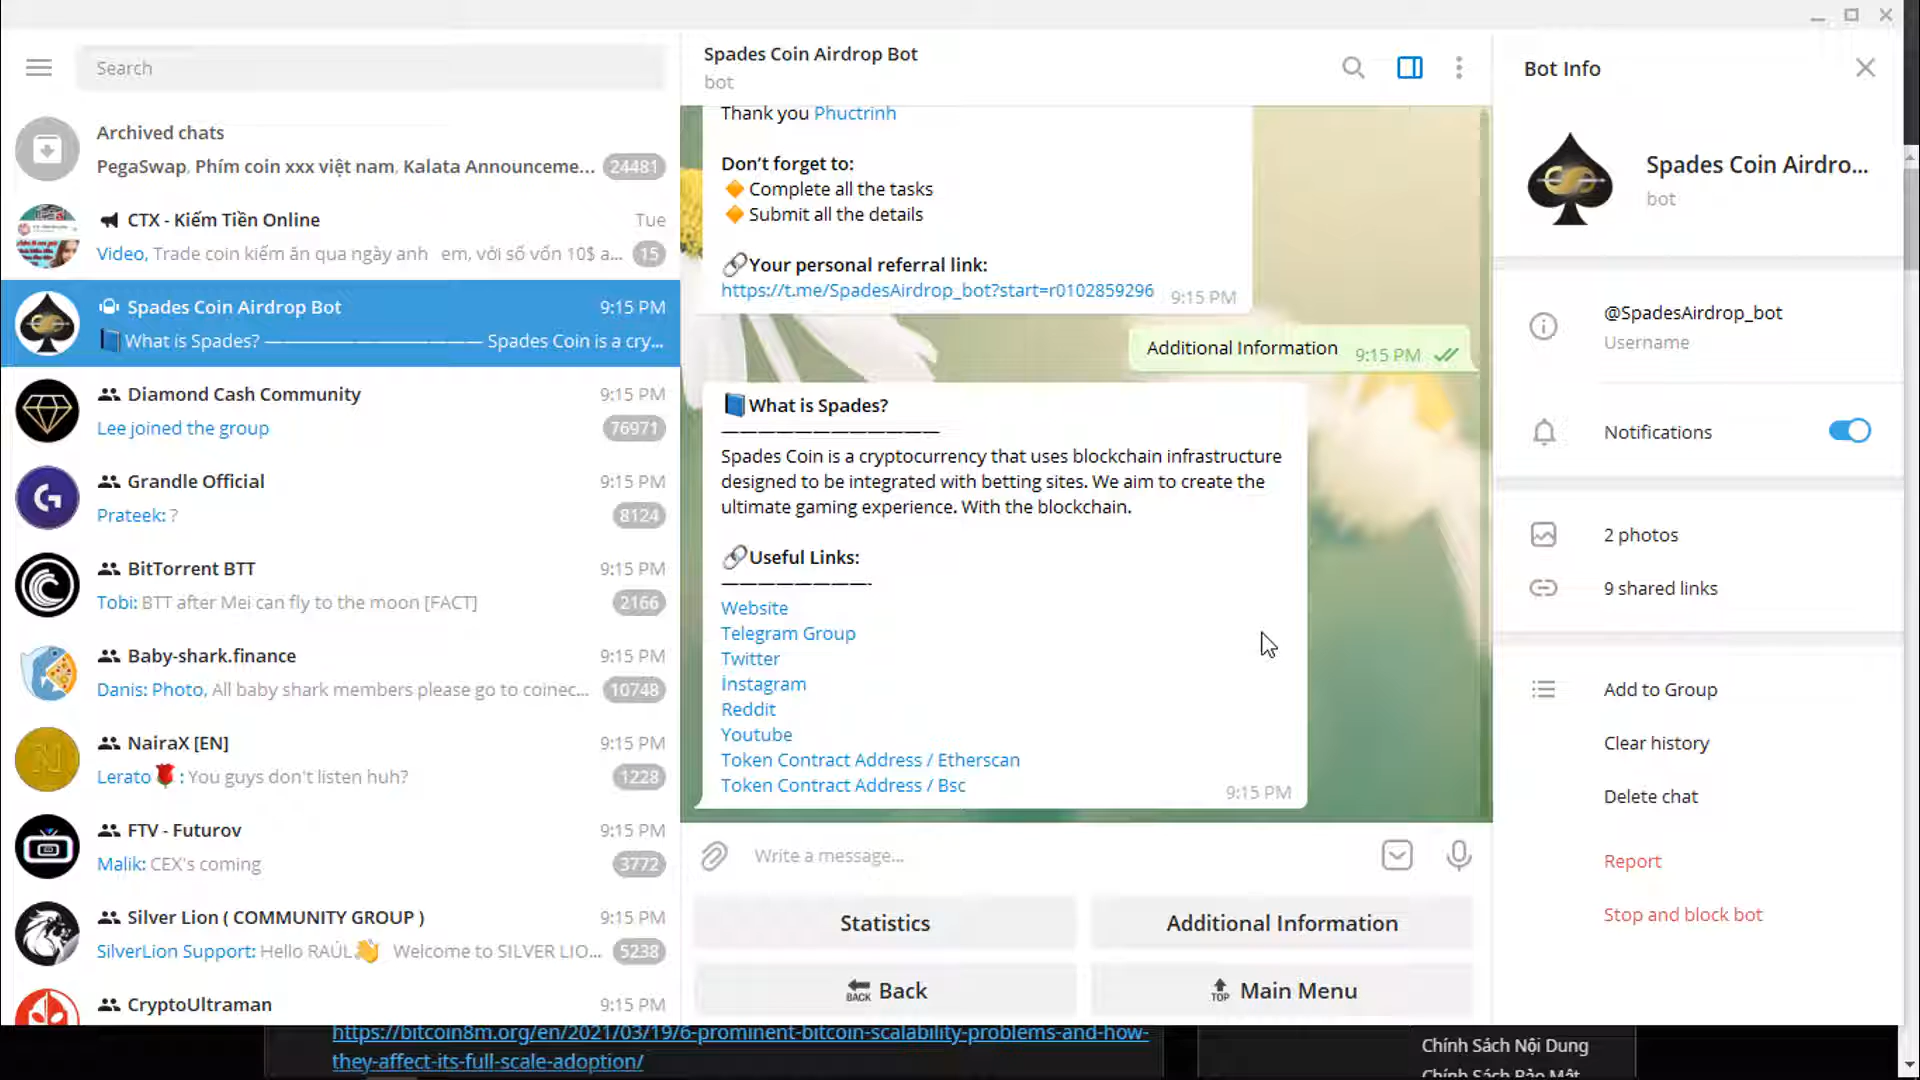 Search
Archived chats
PegaSwap, Phím coin xxx việt nam, Kalata Announceme... 24481
CTX - Kiếm Tiền Online Tue
Video, Trade coin kiếm ăn qua ngày anh em, với số vốn 10$ a... 15
Spades Coin Airdrop Bot 9:15 PM
What is Spades? ———————————— Spades Coin is a cry...
Diamond Cash Community 9:15 PM
Lee joined the group 76971
Grandle Official 9:15 PM
Prateek: ? 8124
BitTorrent BTT 9:15 PM
Tobi: BTT after Mei can fly to the moon [FACT] 2166
Baby-shark.finance 9:15 PM
Danis: Photo, All baby shark members please go to coinec... 10748
NairaX [EN] 9:15 PM
Lerato🌹: You guys don't listen huh? 1228
FTV - Futurov 9:15 PM
Malik: CEX's coming 3772
Silver Lion ( COMMUNITY GROUP ) 9:15 PM
SilverLion Support: Hello RAÚL👋 Welcome to SILVER LIO... 5238
CryptoUltraman 9:15 PM
Spades Coin Airdrop Bot
bot
Thank you Phuctrinh
Don’t forget to:
🔸 Complete all the tasks
🔸 Submit all the details
🔗Your personal referral link:
https://t.me/SpadesAirdrop_bot?start=r0102859296 9:15 PM
Additional Information 9:15 PM
📘What is Spades?
————————————
Spades Coin is a cryptocurrency that uses blockchain infrastructure
designed to be integrated with betting sites. We aim to create the
ultimate gaming experience. With the blockchain.
🔗Useful Links:
————————-
Website
Telegram Group
Twitter
İnstagram
Reddit
Youtube
Token Contract Address / Etherscan
Token Contract Address / Bsc
9:15 PM
Write a message...
Statistics
Additional Information
BACK Back
TOP Main Menu
Bot Info
Spades Coin Airdro...
bot
@SpadesAirdrop_bot
Username
Notifications
2 photos
9 shared links
Add to Group
Clear history
Delete chat
Report
Stop and block bot
https://bitcoin8m.org/en/2021/03/19/6-prominent-bitcoin-scalability-problems-and-how-
they-affect-its-full-scale-adoption/
Chính Sách Nội Dung
Chính Sách Bảo Mật